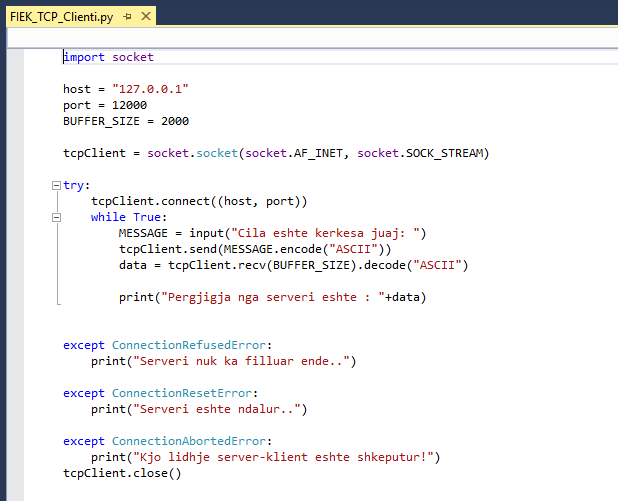 FIEK_TCP_Clienti.py
import socket
host = "127.0.0.1"
port = 12000
BUFFER_SIZE = 2000
tcpClient = socket.socket(socket.AF_INET, socket.SOCK_STREAM)
try:
tcpClient.connect((host, port))
while True:
MESSAGE = input("Cila eshte kerkesa juaj: ")
tcpClient.send(MESSAGE.encode("ASCII"))
data = tcpClient.recv(BUFFER_SIZE).decode("ASCII")
print("Pergjigja nga serveri eshte : "+data)
except ConnectionRefusedError:
print("Serveri nuk ka filluar ende..")
except ConnectionResetError:
print("Serveri eshte ndalur..")
except ConnectionAbortedError:
print("Kjo lidhje server-klient eshte shkeputur!")
tcpClient.close()